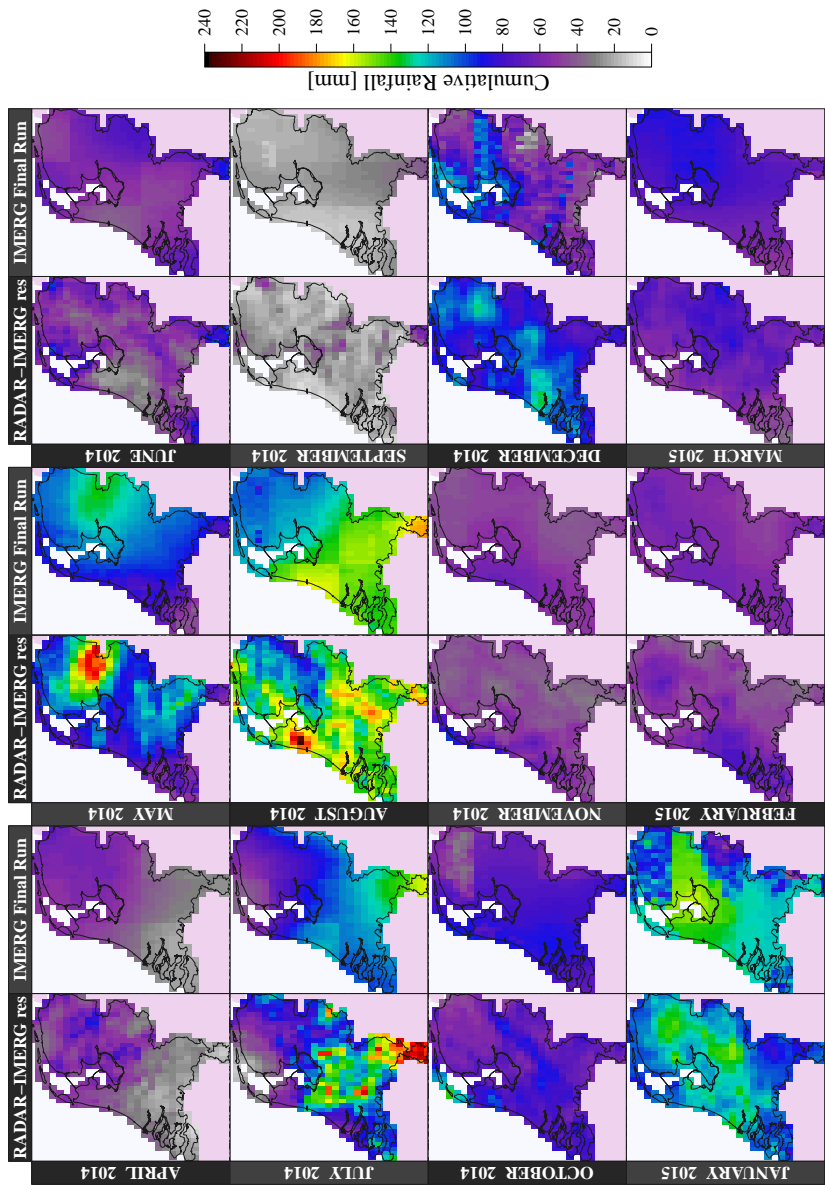 RADAR−IMERG res
IMERG Final Run
RADAR−IMERG res
IMERG Final Run
RADAR−IMERG res
IMERG Final Run
APRIL 2014
MAY 2014
JUNE 2014
JULY 2014
AUGUST 2014
SEPTEMBER 2014
OCTOBER 2014
NOVEMBER 2014
DECEMBER 2014
JANUARY 2015
FEBRUARY 2015
MARCH 2015
Cumulative Rainfall [mm]
240
220
200
180
160
140
120
100
80
60
40
20
0